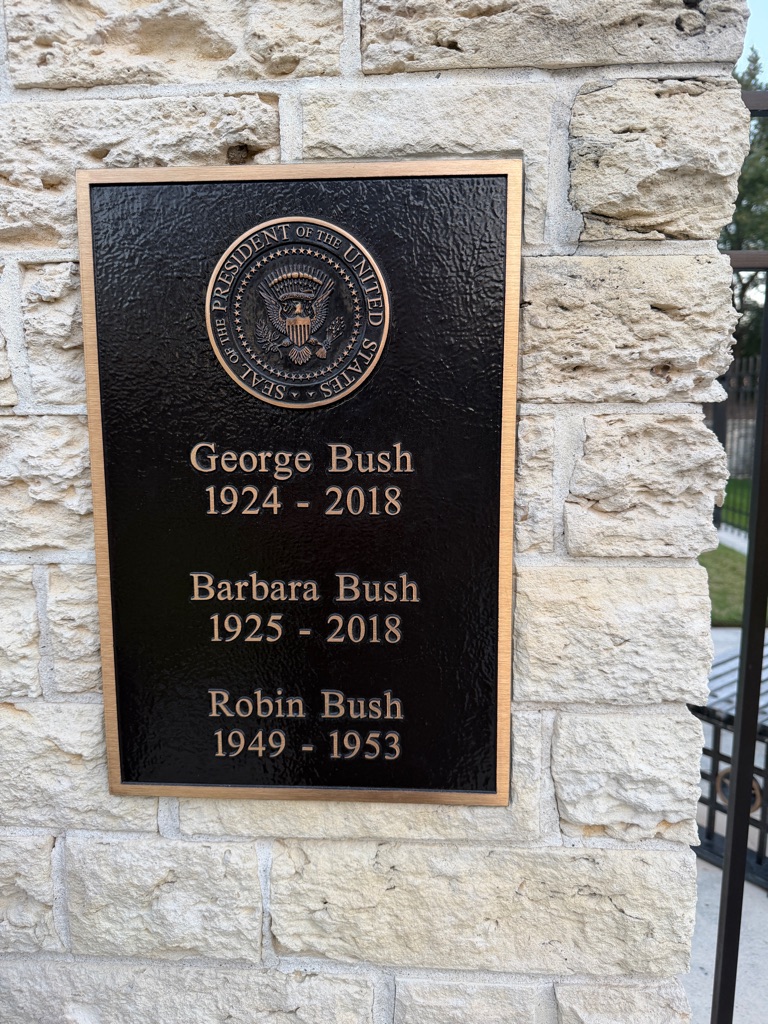 SEAL OF THE PRESIDENT OF THE UNITED STATES
George Bush
1924 - 2018
Barbara Bush
1925 - 2018
Robin Bush
1949 - 1953